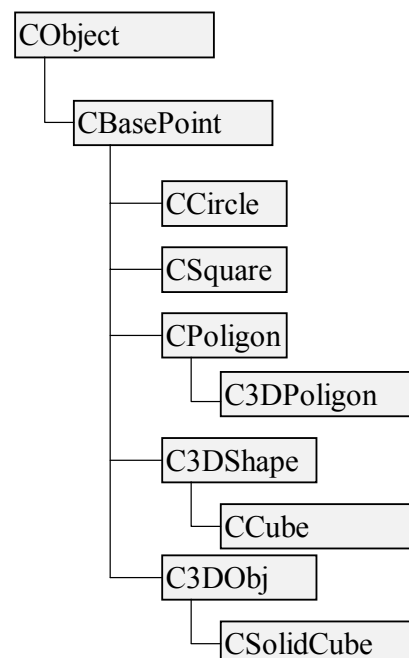 CObject
CBasePoint
CCircle
CSquare
CPoligon
C3DPoligon
C3DShape
CCube
C3DObj
CSolidCube